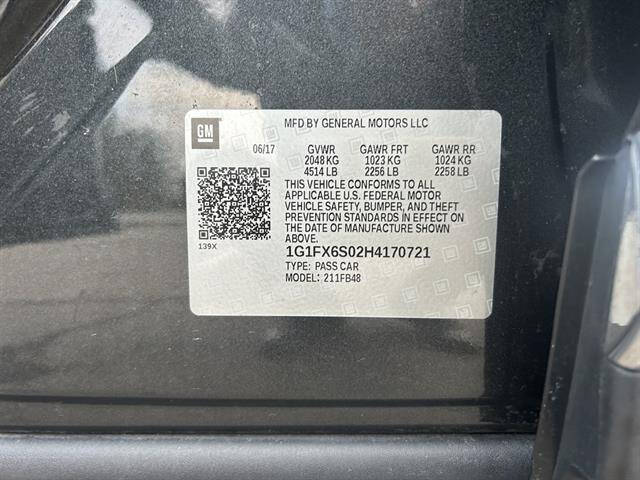 GM
MFD BY GENERAL MOTORS LLC
06/17 GVWR GAWR FRT GAWR RR
2048 KG 1023 KG 1024 KG
4514 LB 2256 LB 2258 LB
THIS VEHICLE CONFORMS TO ALL
APPLICABLE U.S. FEDERAL MOTOR
VEHICLE SAFETY, BUMPER, AND THEFT
PREVENTION STANDARDS IN EFFECT ON
THE DATE OF MANUFACTURE SHOWN
ABOVE.
139X
1G1FX6S02H4170721
TYPE: PASS CAR
MODEL: 211FB48